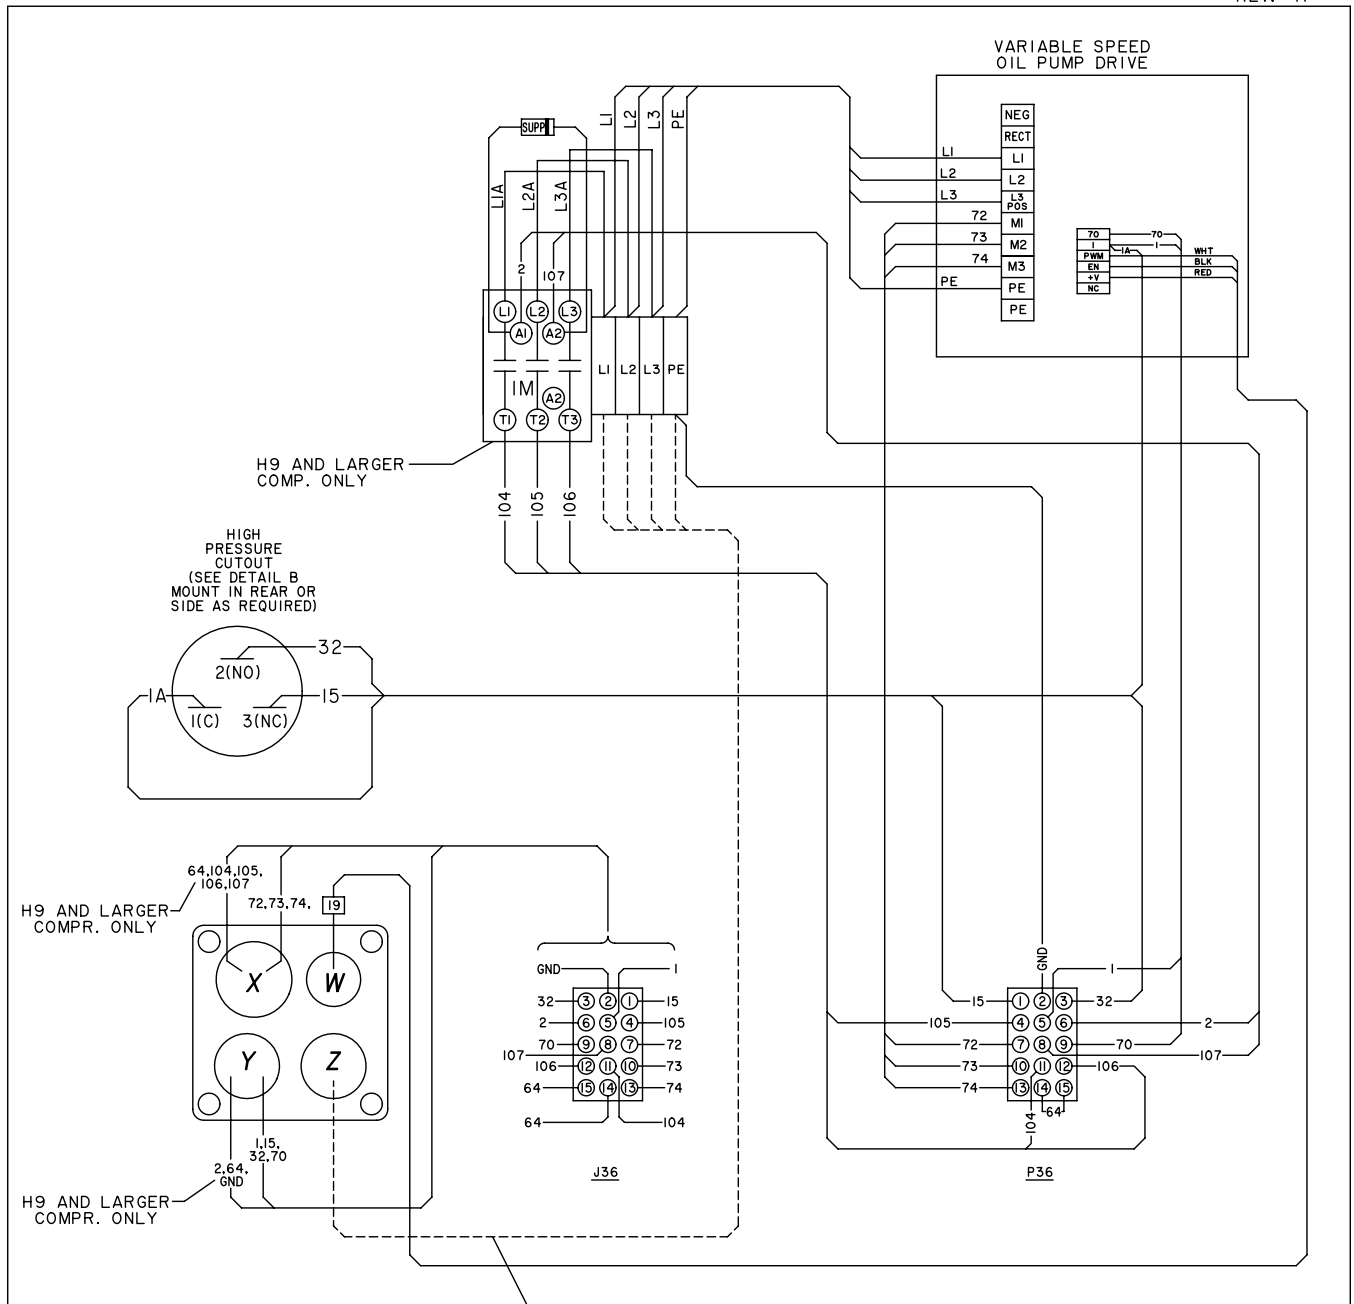 VARIABLE SPEED
OIL PUMP DRIVE
NEG
RECT
L1
L2
L3
POS
M1
M2
M3
PE
PE
L1
L2
L3
72
73
74
PE
70
1
PWM
EN
+V
NC
70
1
1A
WHT
BLK
RED
SUPP
L1
L2
L3
PE
L1A
L2A
L3A
2
107
L1
L2
L3
A1
A2
1M
A2
T1
T2
T3
L1
L2
L3
PE
H9 AND LARGER
COMP. ONLY
104
105
106
HIGH
PRESSURE
CUTOUT
(SEE DETAIL B
MOUNT IN REAR OR
SIDE AS REQUIRED)
32
2(NO)
1A
15
1(C)
3(NC)
64,104,105,
106,107
72,73,74,
19
H9 AND LARGER
COMPR. ONLY
X
W
Y
Z
1,15,
32,70
2,64,
GND
H9 AND LARGER
COMPR. ONLY
GND
1
32
3
2
1
15
2
6
5
4
105
70
9
8
7
72
107
106
12
11
10
73
64
15
14
13
74
64
104
J36
GND
1
15
1
2
3
32
105
4
5
6
2
72
7
8
9
70
107
73
10
11
12
106
74
13
14
15
64
104
P36